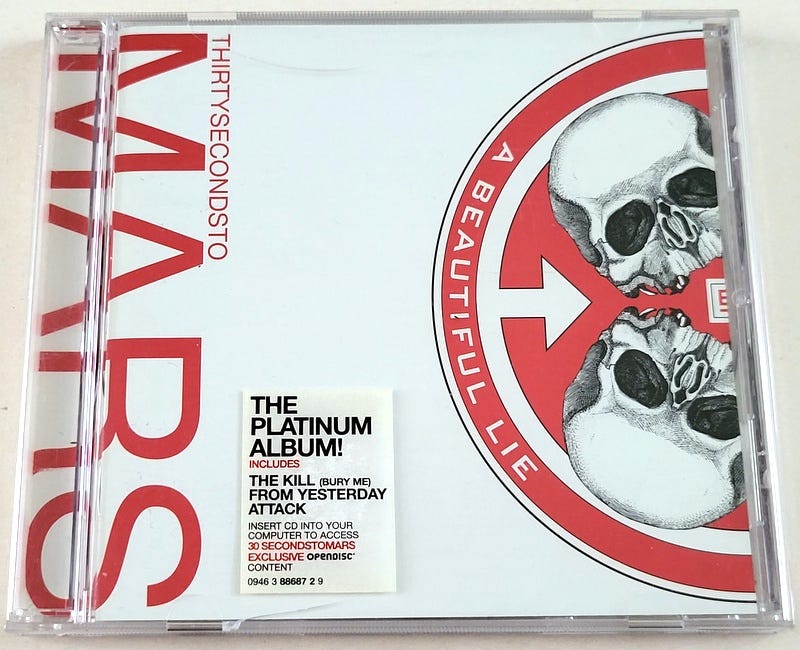 THIRTYSECONDSTO
MARS
A BEAUTIFUL LIE
THE
PLATINUM
ALBUM!
INCLUDES
THE KILL (BURY ME)
FROM YESTERDAY
ATTACK
INSERT CD INTO YOUR
COMPUTER TO ACCESS
30 SECONDSTOMARS
EXCLUSIVE OPENDISC™
CONTENT
0946 3 88687 2 9